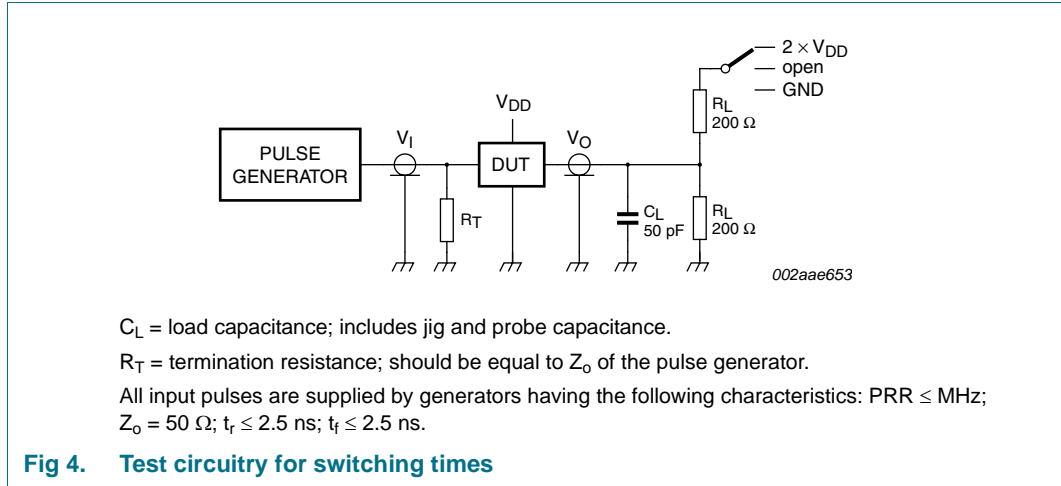 2 × VDD
open
GND
RL
200 Ω
VDD
VI
VO
PULSE
GENERATOR
DUT
RT
CL
50 pF
RL
200 Ω
002aae653
CL = load capacitance; includes jig and probe capacitance.
RT = termination resistance; should be equal to Zo of the pulse generator.
All input pulses are supplied by generators having the following characteristics: PRR ≤ MHz;
Zo = 50 Ω; tr ≤ 2.5 ns; tf ≤ 2.5 ns.
Fig 4. Test circuitry for switching times